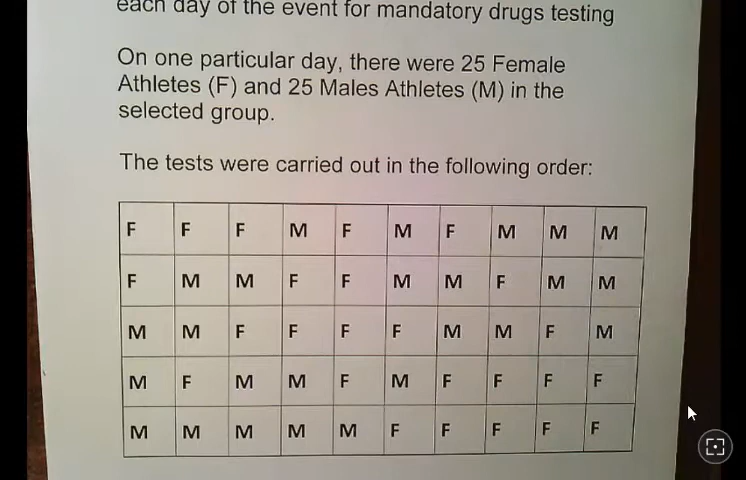 each day of the event for mandatory drugs testing
On one particular day, there were 25 Female
Athletes (F) and 25 Males Athletes (M) in the
selected group.
The tests were carried out in the following order:
F F F M F M F M M M
F M M F F M M F M M
M M F F F F M M F M
M F M M F M F F F F
M M M M M F F F F F